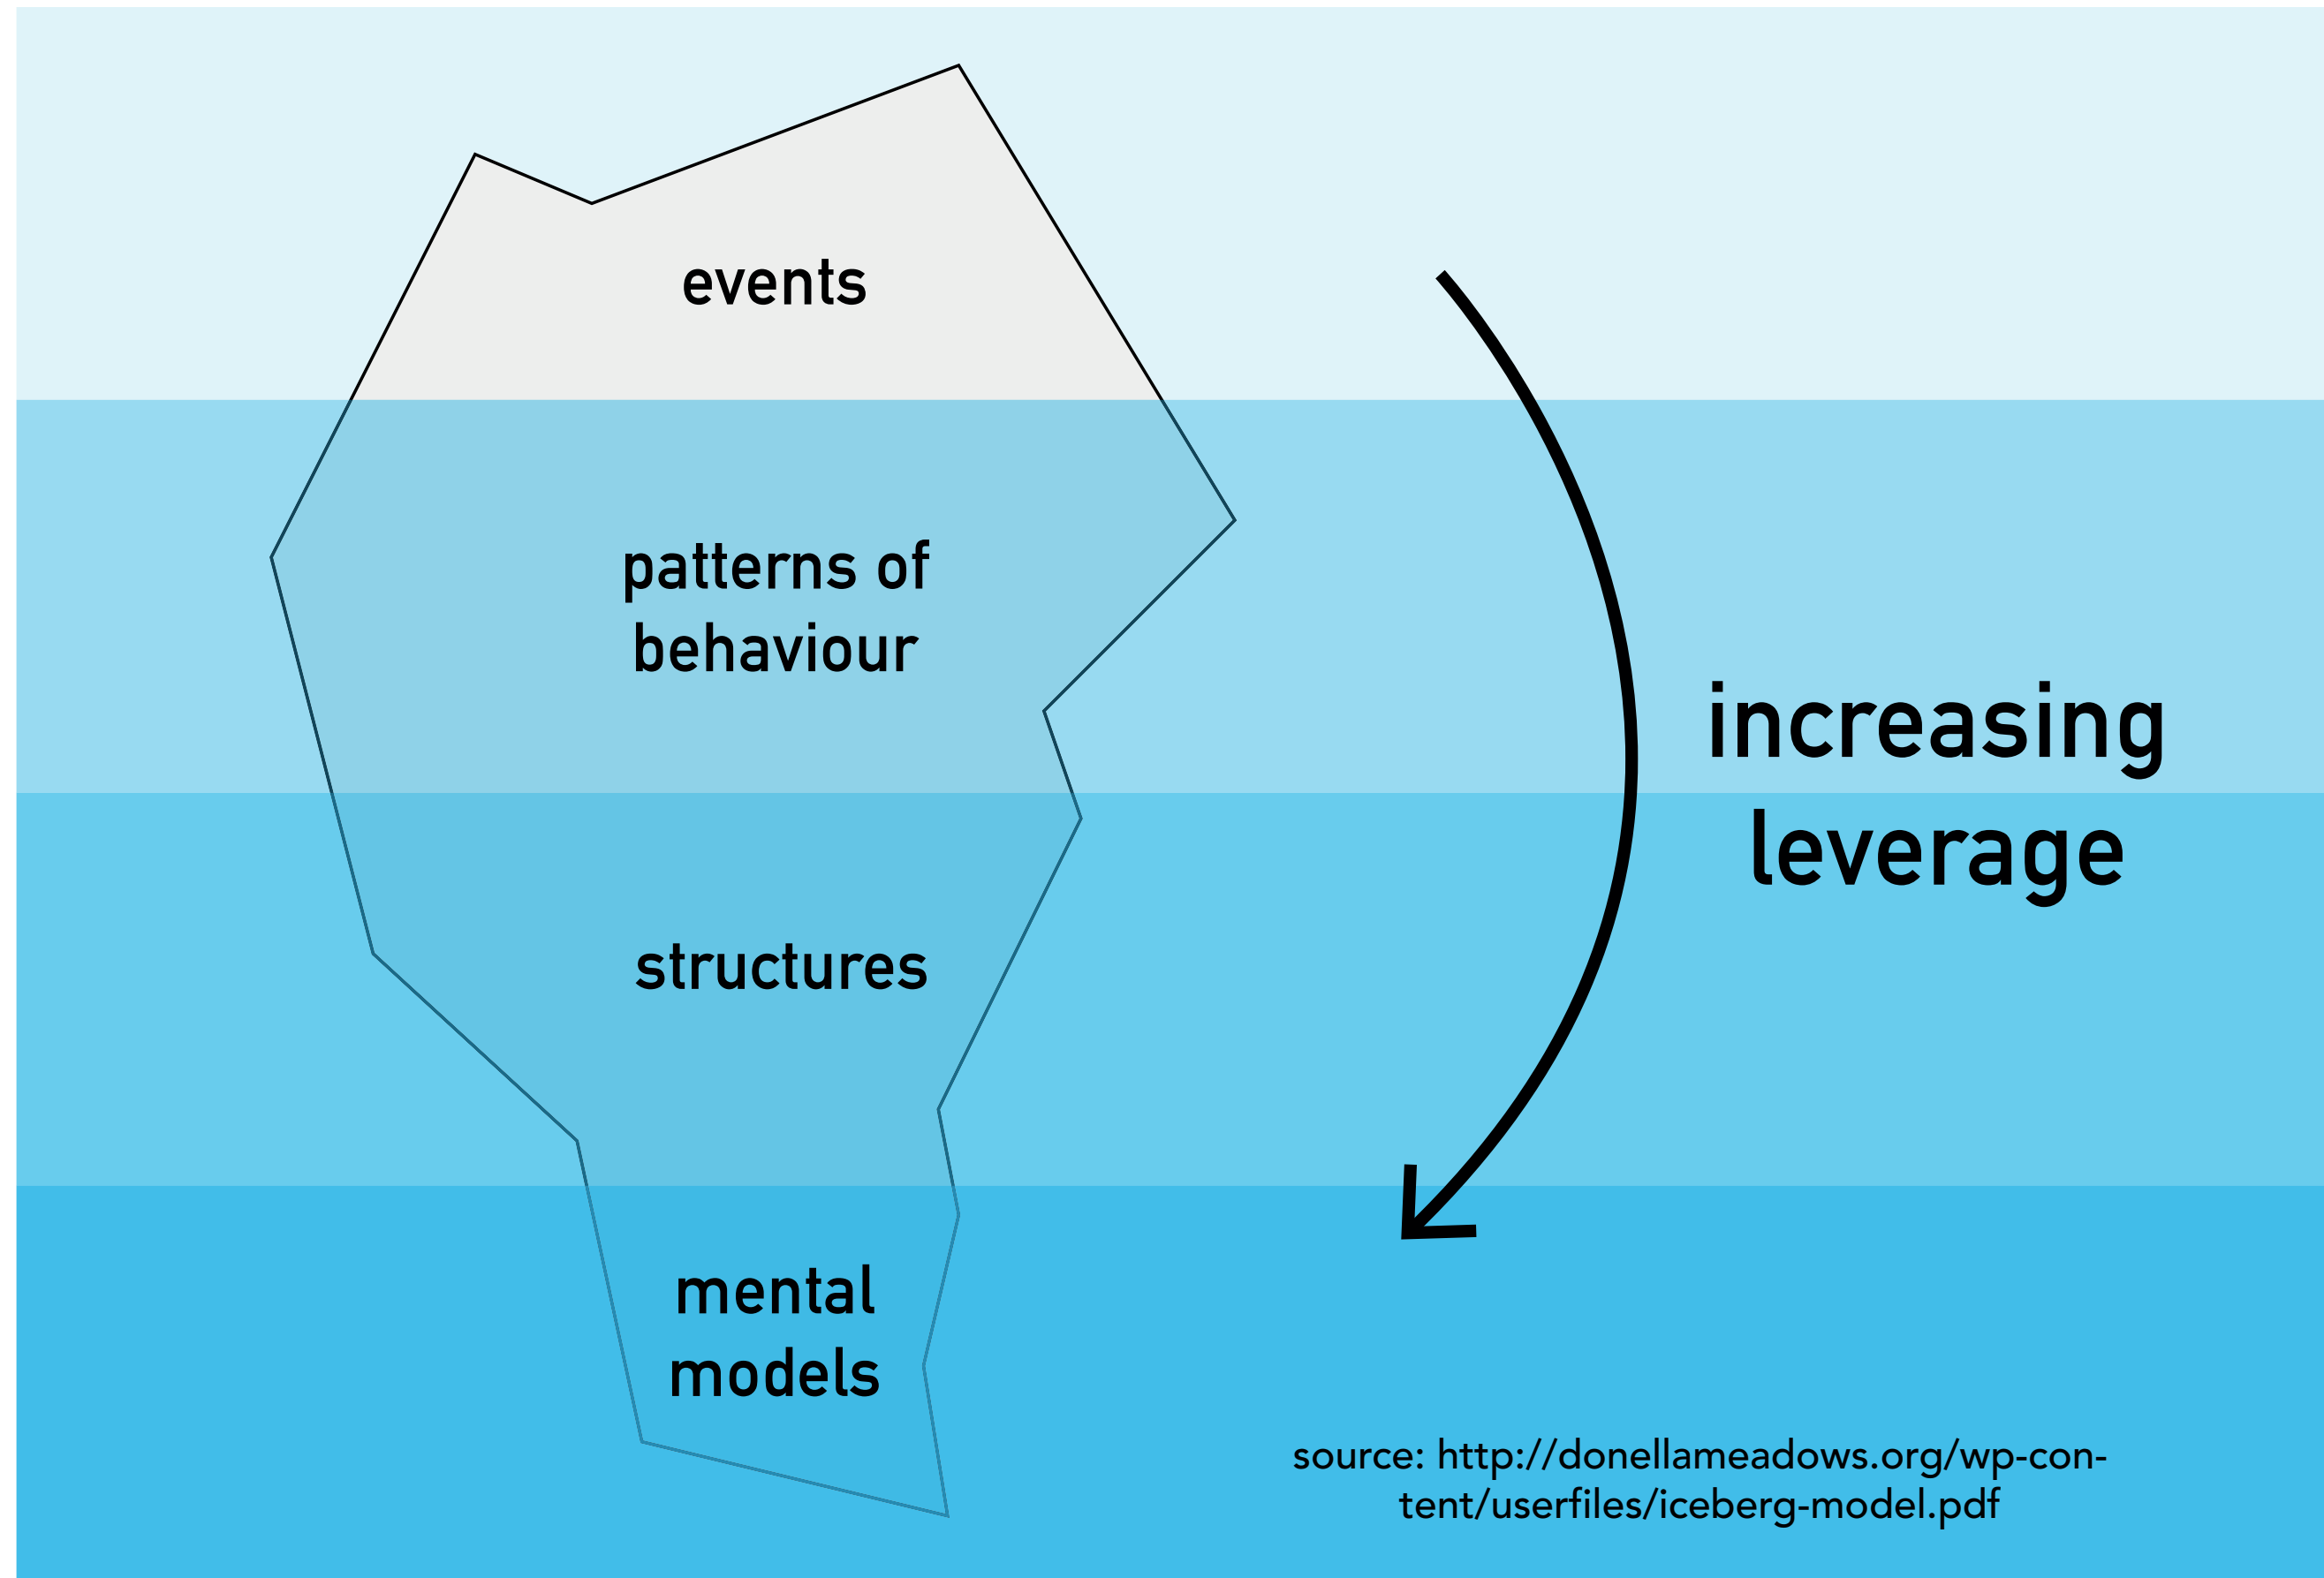 events
patterns of
behaviour
structures
mental
models
increasing
leverage
source: http://donellameadows.org/wp-con-
tent/userfiles/iceberg-model.pdf